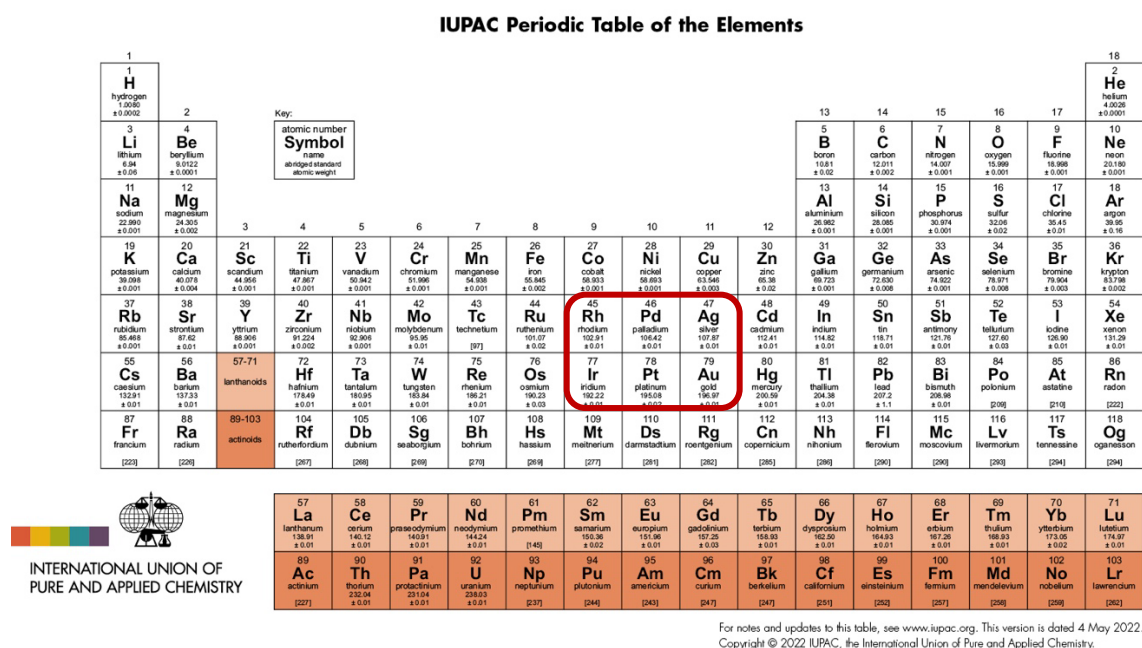 IUPAC Periodic Table of the Elements
1 18
1 2
H He
hydrogen helium
1.0080 4.0026
± 0.0002 ± 0.0001
2 13 14 15 16 17
Key:
atomic number
Symbol
name
abridged standard
atomic weight
3 4 5 6 7 8 9 10
Li Be B C N O F Ne
lithium beryllium boron carbon nitrogen oxygen fluorine neon
6.94 9.0122 10.81 12.011 14.007 15.999 18.998 20.180
± 0.06 ± 0.0001 ± 0.02 ± 0.002 ± 0.001 ± 0.001 ± 0.001 ± 0.001
11 12 13 14 15 16 17 18
Na Mg Al Si P S Cl Ar
sodium magnesium aluminium silicon phosphorus sulfur chlorine argon
22.990 24.305 26.982 28.085 30.974 32.06 35.45 39.95
± 0.001 ± 0.002 ± 0.001 ± 0.001 ± 0.001 ± 0.02 ± 0.01 ± 0.16
3 4 5 6 7 8 9 10 11 12
19 20 21 22 23 24 25 26 27 28 29 30 31 32 33 34 35 36
K Ca Sc Ti V Cr Mn Fe Co Ni Cu Zn Ga Ge As Se Br Kr
potassium calcium scandium titanium vanadium chromium manganese iron cobalt nickel copper zinc gallium germanium arsenic selenium bromine krypton
39.098 40.078 44.956 47.867 50.942 51.996 54.938 55.845 58.933 58.693 63.546 65.38 69.723 72.630 74.922 78.971 79.904 83.798
± 0.001 ± 0.004 ± 0.001 ± 0.001 ± 0.001 ± 0.001 ± 0.001 ± 0.002 ± 0.001 ± 0.001 ± 0.003 ± 0.02 ± 0.001 ± 0.008 ± 0.001 ± 0.008 ± 0.003 ± 0.002
37 38 39 40 41 42 43 44 45 46 47 48 49 50 51 52 53 54
Rb Sr Y Zr Nb Mo Tc Ru Rh Pd Ag Cd In Sn Sb Te I Xe
rubidium strontium yttrium zirconium niobium molybdenum technetium ruthenium rhodium palladium silver cadmium indium tin antimony tellurium iodine xenon
85.468 87.62 88.906 91.224 92.906 95.95 [97] 101.07 102.91 106.42 107.87 112.41 114.82 118.71 121.76 127.60 126.90 131.29
± 0.001 ± 0.01 ± 0.001 ± 0.002 ± 0.001 ± 0.01 ± 0.02 ± 0.01 ± 0.01 ± 0.01 ± 0.01 ± 0.01 ± 0.01 ± 0.01 ± 0.03 ± 0.01 ± 0.01
55 56 57-71 72 73 74 75 76 77 78 79 80 81 82 83 84 85 86
Cs Ba lanthanoids Hf Ta W Re Os Ir Pt Au Hg Tl Pb Bi Po At Rn
caesium barium hafnium tantalum tungsten rhenium osmium iridium platinum gold mercury thallium lead bismuth polonium astatine radon
132.91 137.33 178.49 180.95 183.84 186.21 190.23 192.22 195.08 196.97 200.59 204.38 207.2 208.98 [209] [210] [222]
± 0.01 ± 0.01 ± 0.01 ± 0.01 ± 0.01 ± 0.01 ± 0.03 ± 0.01 ± 0.02 ± 0.01 ± 0.01 ± 0.01 ± 1.1 ± 0.01
87 88 89-103 104 105 106 107 108 109 110 111 112 113 114 115 116 117 118
Fr Ra actinoids Rf Db Sg Bh Hs Mt Ds Rg Cn Nh Fl Mc Lv Ts Og
francium radium rutherfordium dubnium seaborgium bohrium hassium meitnerium darmstadtium roentgenium copernicium nihonium flerovium moscovium livermorium tennessine oganesson
[223] [226] [267] [268] [269] [270] [269] [277] [281] [282] [285] [286] [290] [290] [293] [294] [294]
57 58 59 60 61 62 63 64 65 66 67 68 69 70 71
La Ce Pr Nd Pm Sm Eu Gd Tb Dy Ho Er Tm Yb Lu
lanthanum cerium praseodymium neodymium promethium samarium europium gadolinium terbium dysprosium holmium erbium thulium ytterbium lutetium
138.91 140.12 140.91 144.24 [145] 150.36 151.96 157.25 158.93 162.50 164.93 167.26 168.93 173.05 174.97
± 0.01 ± 0.01 ± 0.01 ± 0.01 ± 0.02 ± 0.01 ± 0.03 ± 0.01 ± 0.01 ± 0.01 ± 0.01 ± 0.01 ± 0.02 ± 0.01
89 90 91 92 93 94 95 96 97 98 99 100 101 102 103
Ac Th Pa U Np Pu Am Cm Bk Cf Es Fm Md No Lr
actinium thorium protactinium uranium neptunium plutonium americium curium berkelium californium einsteinium fermium mendelevium nobelium lawrencium
[227] 232.04 231.04 238.03 [237] [244] [243] [247] [247] [251] [252] [257] [258] [259] [262]
± 0.01 ± 0.01 ± 0.01
INTERNATIONAL UNION OF
PURE AND APPLIED CHEMISTRY
For notes and updates to this table, see www.iupac.org. This version is dated 4 May 2022.
Copyright © 2022 IUPAC, the International Union of Pure and Applied Chemistry.